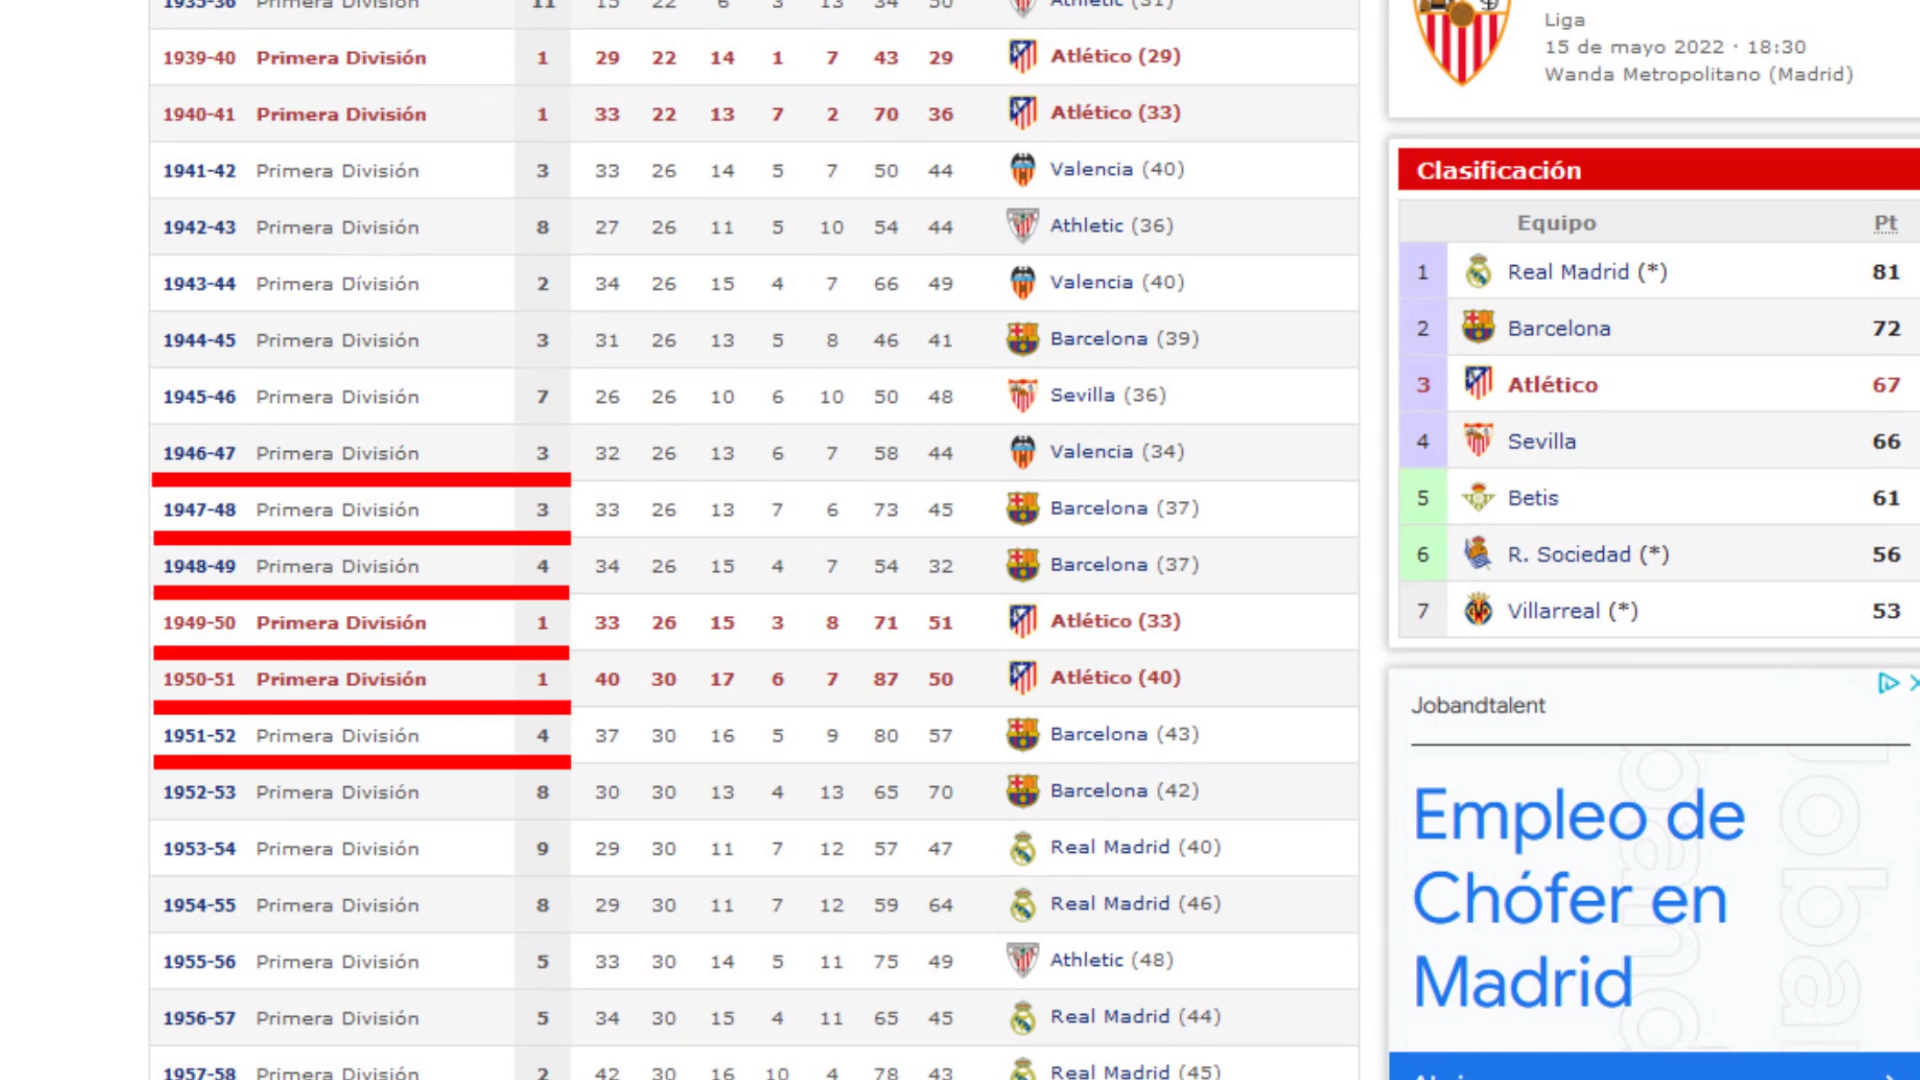 1935-36 Primera División 11 15 22 6 3 13 34 50 Athletic (31)
1939-40 Primera División 1 29 22 14 1 7 43 29 Atlético (29)
1940-41 Primera División 1 33 22 13 7 2 70 36 Atlético (33)
1941-42 Primera División 3 33 26 14 5 7 50 44 Valencia (40)
1942-43 Primera División 8 27 26 11 5 10 54 44 Athletic (36)
1943-44 Primera División 2 34 26 15 4 7 66 49 Valencia (40)
1944-45 Primera División 3 31 26 13 5 8 46 41 Barcelona (39)
1945-46 Primera División 7 26 26 10 6 10 50 48 Sevilla (36)
1946-47 Primera División 3 32 26 13 6 7 58 44 Valencia (34)
1947-48 Primera División 3 33 26 13 7 6 73 45 Barcelona (37)
1948-49 Primera División 4 34 26 15 4 7 54 32 Barcelona (37)
1949-50 Primera División 1 33 26 15 3 8 71 51 Atlético (33)
1950-51 Primera División 1 40 30 17 6 7 87 50 Atlético (40)
1951-52 Primera División 4 37 30 16 5 9 80 57 Barcelona (43)
1952-53 Primera División 8 30 30 13 4 13 65 70 Barcelona (42)
1953-54 Primera División 9 29 30 11 7 12 57 47 Real Madrid (40)
1954-55 Primera División 8 29 30 11 7 12 59 64 Real Madrid (46)
1955-56 Primera División 5 33 30 14 5 11 75 49 Athletic (48)
1956-57 Primera División 5 34 30 15 4 11 65 45 Real Madrid (44)
1957-58 Primera División 2 42 30 16 10 4 78 43 Real Madrid (45)
Liga
15 de mayo 2022 · 18:30
Wanda Metropolitano (Madrid)
Clasificación
Equipo Pt
1 Real Madrid (*) 81
2 Barcelona 72
3 Atlético 67
4 Sevilla 66
5 Betis 61
6 R. Sociedad (*) 56
7 Villarreal (*) 53
Jobandtalent
Empleo de
Chófer en
Madrid